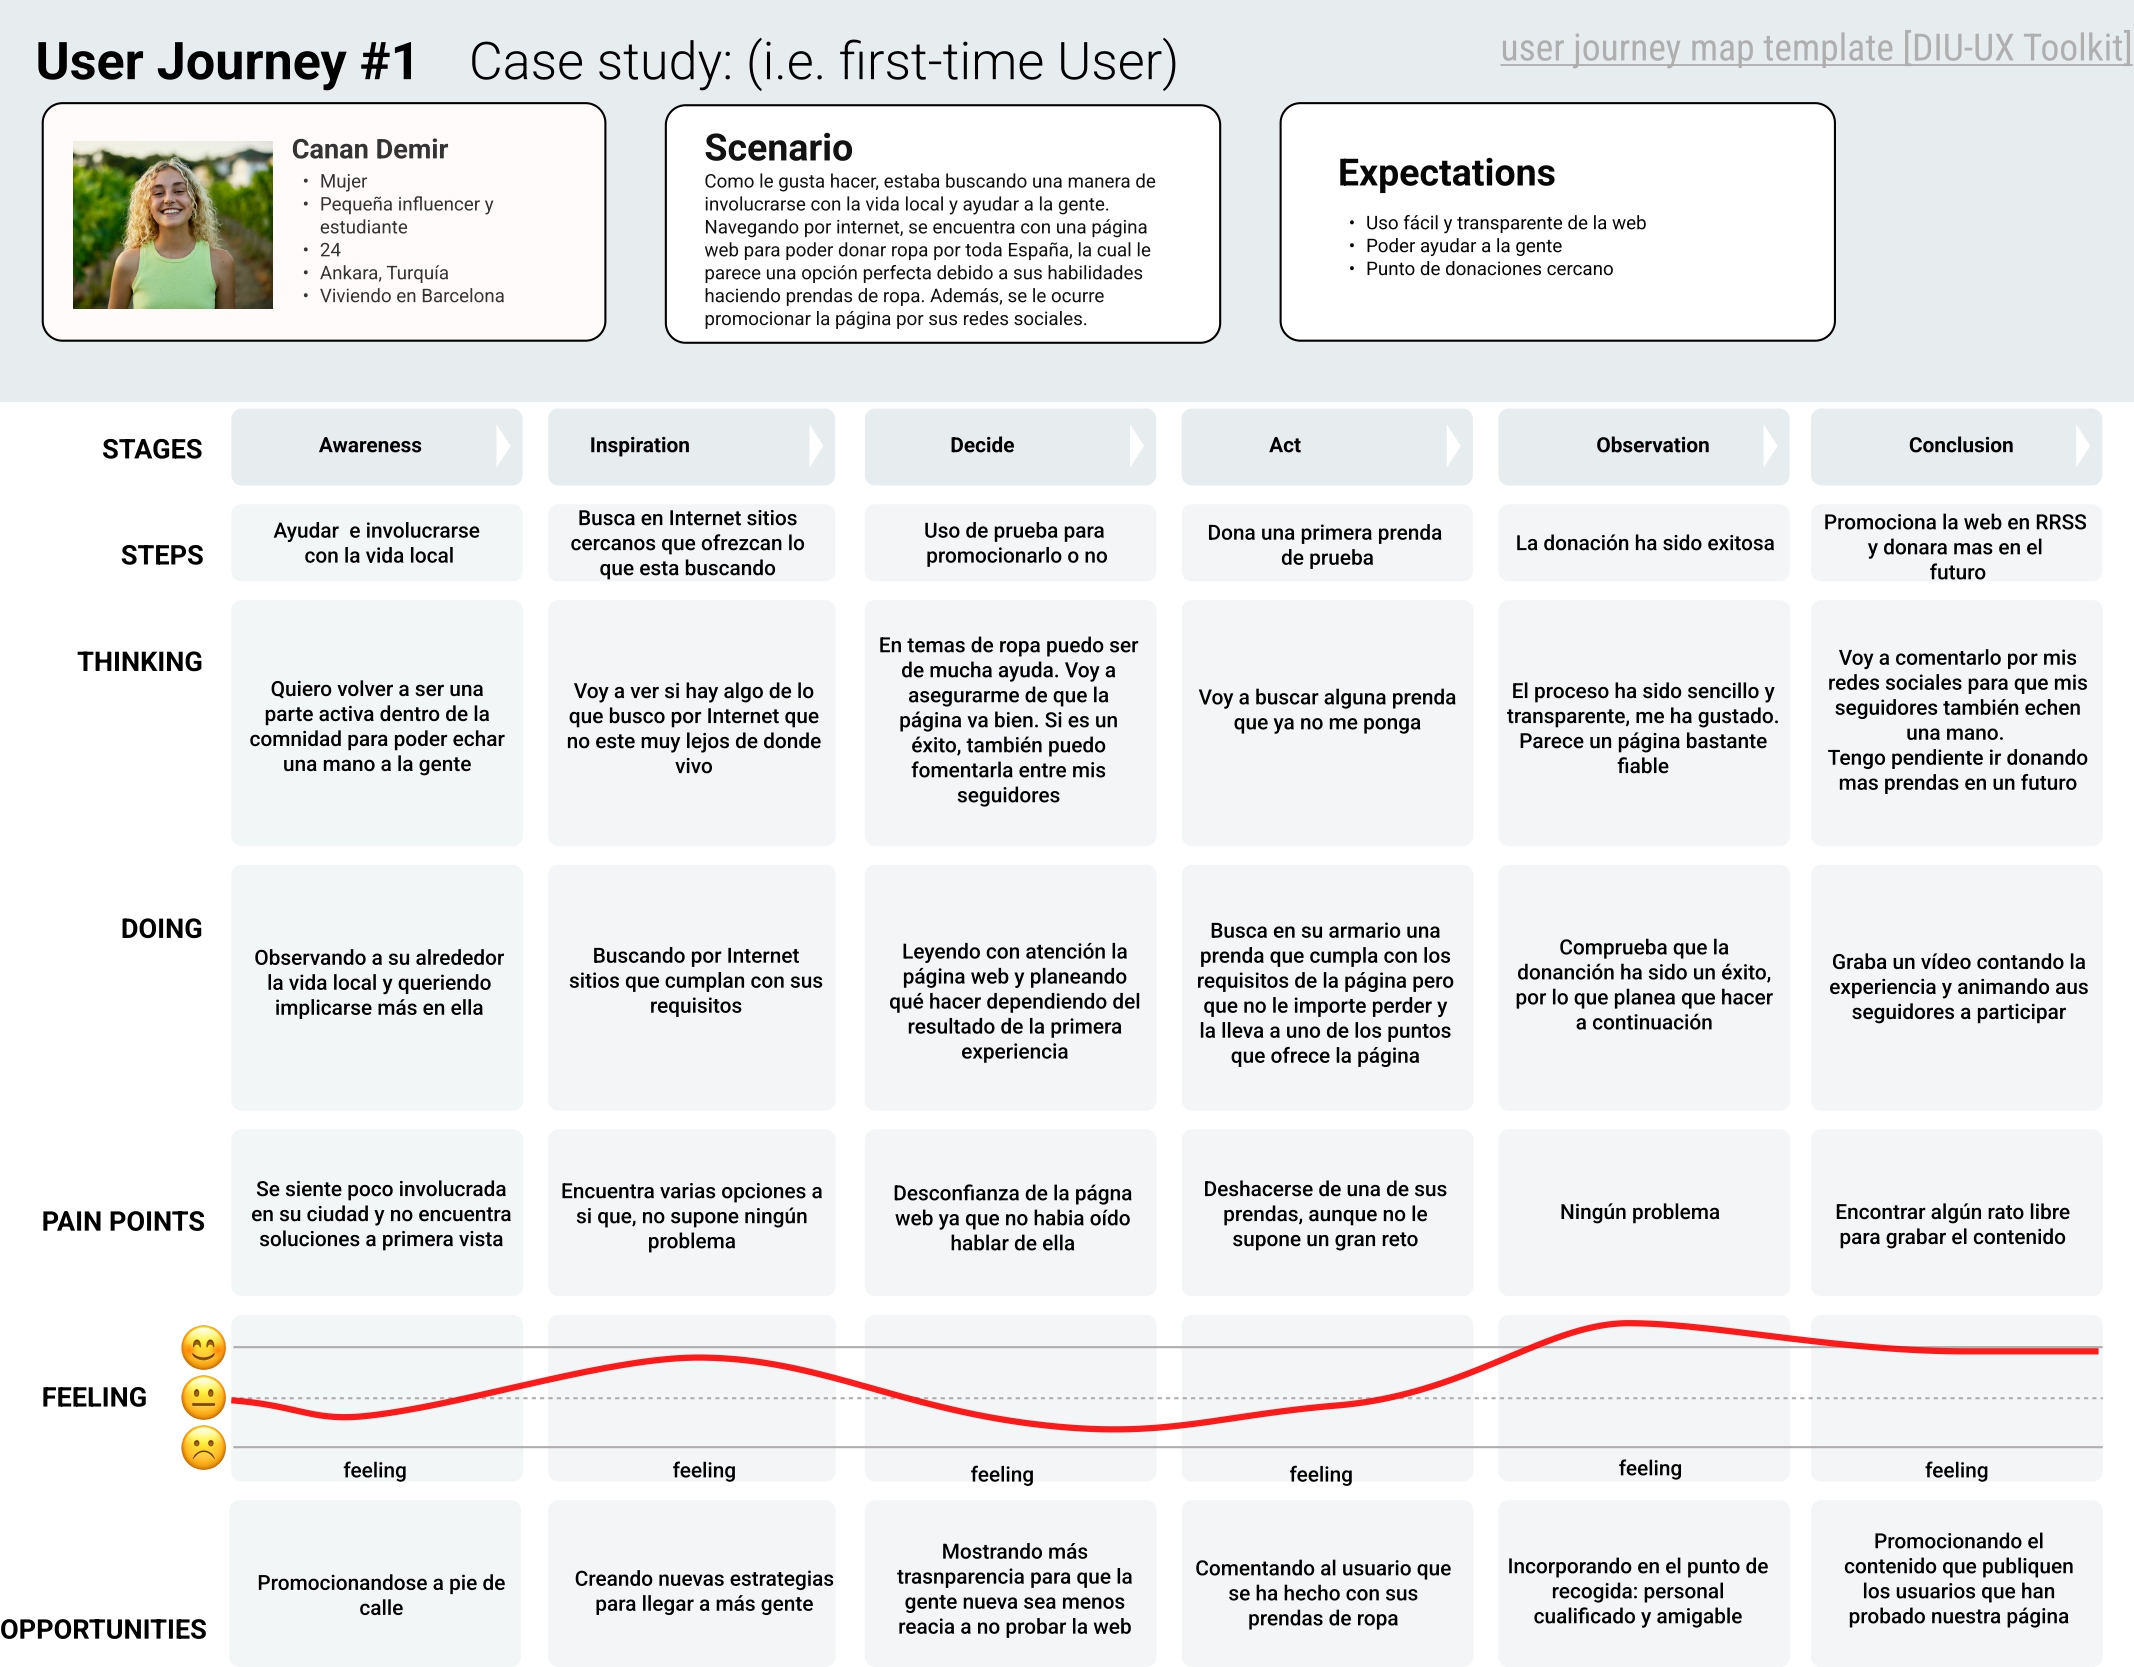 User Journey #1 Case study: (i.e. first-time User)
user journey map template [DIU-UX Toolkit]
Canan Demir
• Mujer
• Pequeña influencer y
estudiante
• 24
• Ankara, Turquía
• Viviendo en Barcelona
Scenario
Como le gusta hacer, estaba buscando una manera de
involucrarse con la vida local y ayudar a la gente.
Navegando por internet, se encuentra con una página
web para poder donar ropa por toda España, la cual le
parece una opción perfecta debido a sus habilidades
haciendo prendas de ropa. Además, se le ocurre
promocionar la página por sus redes sociales.
Expectations
• Uso fácil y transparente de la web
• Poder ayudar a la gente
• Punto de donaciones cercano
STAGES
Awareness
Inspiration
Decide
Act
Observation
Conclusion
STEPS
Ayudar e involucrarse
con la vida local
Busca en Internet sitios
cercanos que ofrezcan lo
que esta buscando
Uso de prueba para
promocionarlo o no
Dona una primera prenda
de prueba
La donación ha sido exitosa
Promociona la web en RRSS
y donara mas en el
futuro
THINKING
Quiero volver a ser una
parte activa dentro de la
comnidad para poder echar
una mano a la gente
Voy a ver si hay algo de lo
que busco por Internet que
no este muy lejos de donde
vivo
En temas de ropa puedo ser
de mucha ayuda. Voy a
asegurarme de que la
página va bien. Si es un
éxito, también puedo
fomentarla entre mis
seguidores
Voy a buscar alguna prenda
que ya no me ponga
El proceso ha sido sencillo y
transparente, me ha gustado.
Parece un página bastante
fiable
Voy a comentarlo por mis
redes sociales para que mis
seguidores también echen
una mano.
Tengo pendiente ir donando
mas prendas en un futuro
DOING
Observando a su alrededor
la vida local y queriendo
implicarse más en ella
Buscando por Internet
sitios que cumplan con sus
requisitos
Leyendo con atención la
página web y planeando
qué hacer dependiendo del
resultado de la primera
experiencia
Busca en su armario una
prenda que cumpla con los
requisitos de la página pero
que no le importe perder y
la lleva a uno de los puntos
que ofrece la página
Comprueba que la
donanción ha sido un éxito,
por lo que planea que hacer
a continuación
Graba un vídeo contando la
experiencia y animando aus
seguidores a participar
PAIN POINTS
Se siente poco involucrada
en su ciudad y no encuentra
soluciones a primera vista
Encuentra varias opciones a
si que, no supone ningún
problema
Desconfianza de la págna
web ya que no habia oído
hablar de ella
Deshacerse de una de sus
prendas, aunque no le
supone un gran reto
Ningún problema
Encontrar algún rato libre
para grabar el contenido
FEELING
feeling
feeling
feeling
feeling
feeling
feeling
OPPORTUNITIES
Promocionandose a pie de
calle
Creando nuevas estrategias
para llegar a más gente
Mostrando más
trasnparencia para que la
gente nueva sea menos
reacia a no probar la web
Comentando al usuario que
se ha hecho con sus
prendas de ropa
Incorporando en el punto de
recogida: personal
cualificado y amigable
Promocionando el
contenido que publiquen
los usuarios que han
probado nuestra página